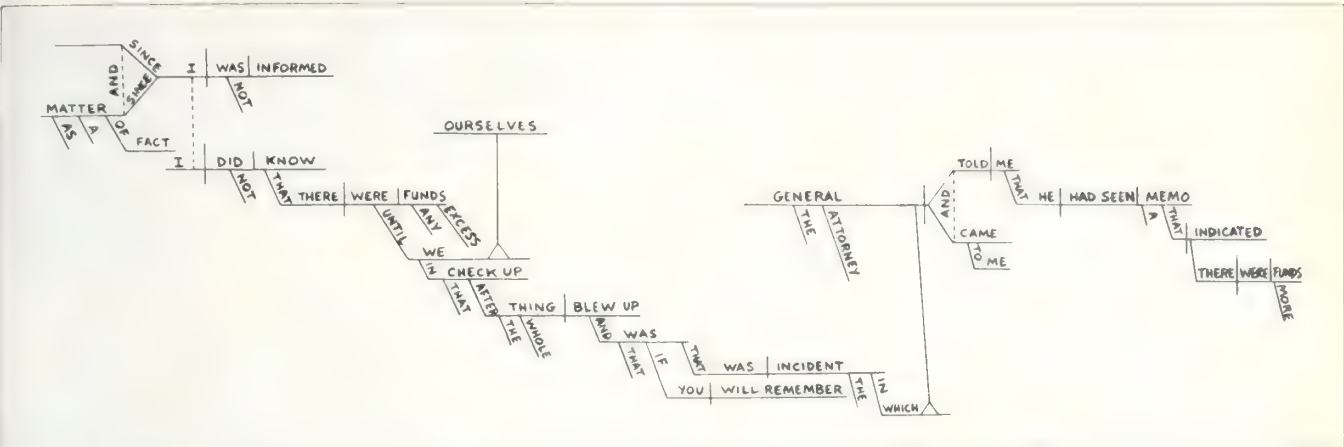 SINCE
AND
SINCE
I WAS INFORMED
NOT
MATTER
AS A OF FACT
I DID KNOW
NOT
THAT
THERE WERE FUNDS
ANY EXCESS
UNTIL
OURSELVES
WE
IN
CHECK UP
THAT
AFTER
THING BLEW UP
THE WHOLE
AND
WAS
THAT IF THAT
WAS INCIDENT
YOU WILL REMEMBER
THE IN
WHICH
GENERAL
THE ATTORNEY
AND
TOLD ME
THAT
HE HAD SEEN MEMO
A THAT
INDICATED
THERE WERE FUNDS
MORE
CAME
TO ME